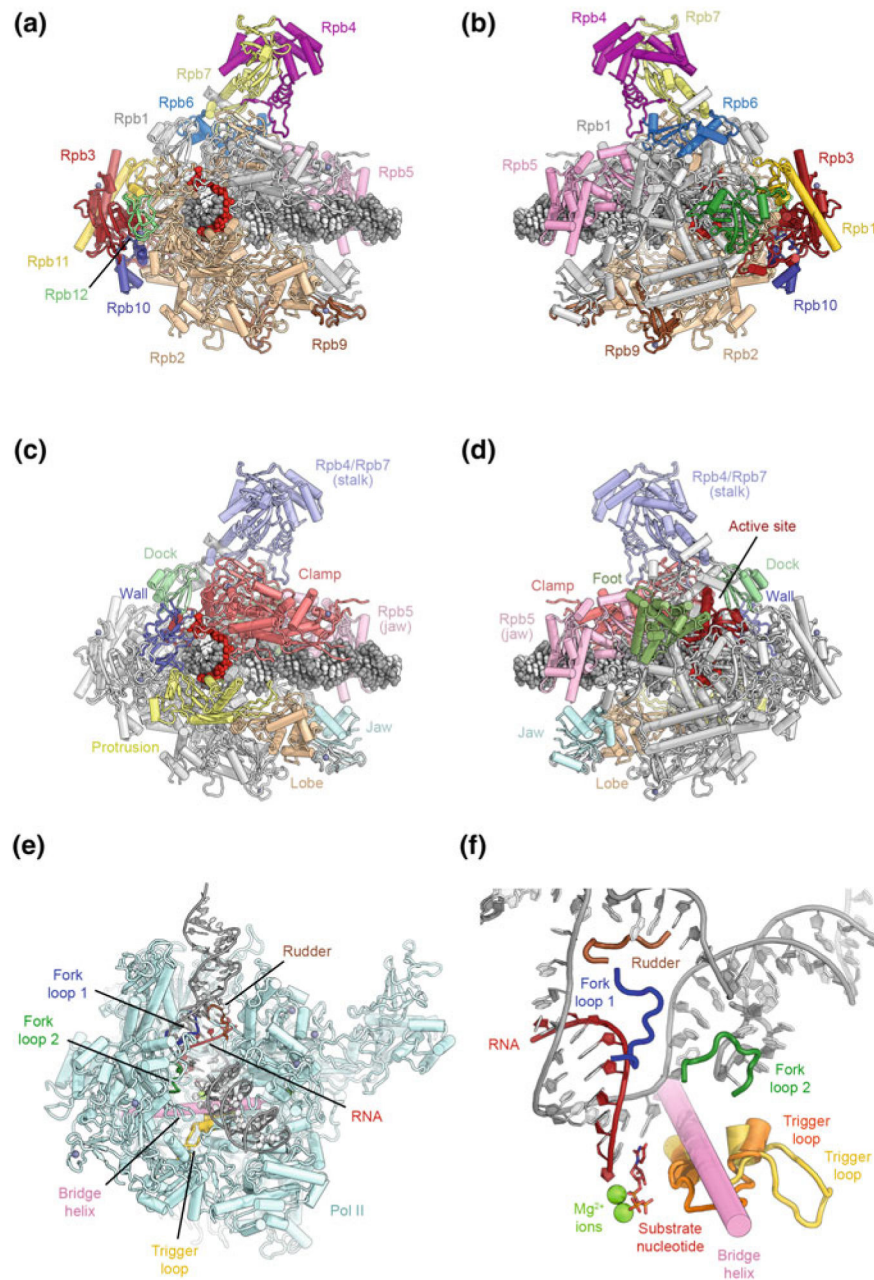 (a)
Rpb7
Rpb4
Rpb6
Rpb1
Rpb3
Rpb5
Rpb11
Rpb12
Rpb10
Rpb2
Rpb9
(b)
Rpb4
Rpb7
Rpb6
Rpb1
Rpb3
Rpb5
Rpb1
Rpb10
Rpb9
Rpb2
(c)
Rpb4/Rpb7
(stalk)
Dock
Clamp
Wall
Rpb5
(jaw)
Jaw
Protrusion
Lobe
(d)
Rpb4/Rpb7
(stalk)
Active site
Dock
Clamp
Foot
Wall
Rpb5
(jaw)
Jaw
Lobe
(e)
Rudder
Fork
loop 1
Fork
loop 2
RNA
Bridge
helix
Pol II
Trigger
loop
(f)
Rudder
Fork
loop 1
RNA
Fork
loop 2
Trigger
loop
Trigger
loop
Mg²⁺
ions
Substrate
nucleotide
Bridge
helix